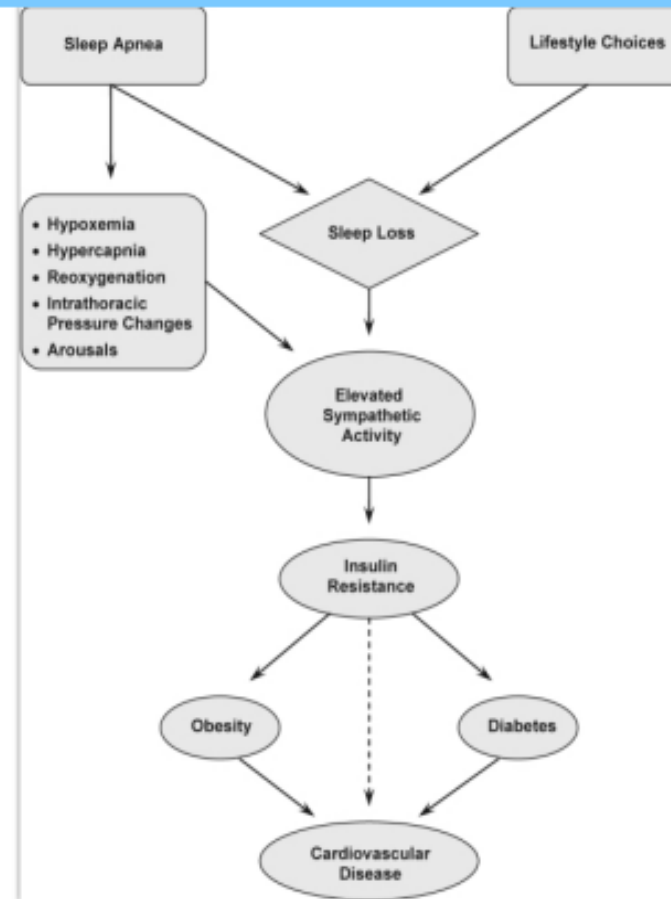 Sleep Apnea
Lifestyle Choices
• Hypoxemia
• Hypercapnia
• Reoxygenation
• Intrathoracic
Pressure Changes
• Arousals
Sleep Loss
Elevated
Sympathetic
Activity
Insulin
Resistance
Obesity
Diabetes
Cardiovascular
Disease